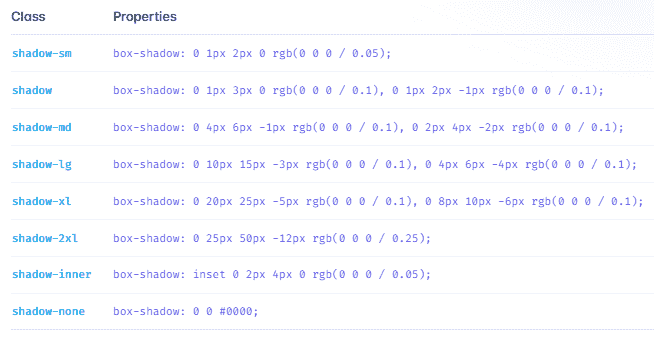 Class Properties
shadow-sm box-shadow: 0 1px 2px 0 rgb(0 0 0 / 0.05);
shadow box-shadow: 0 1px 3px 0 rgb(0 0 0 / 0.1), 0 1px 2px -1px rgb(0 0 0 / 0.1);
shadow-md box-shadow: 0 4px 6px -1px rgb(0 0 0 / 0.1), 0 2px 4px -2px rgb(0 0 0 / 0.1);
shadow-lg box-shadow: 0 10px 15px -3px rgb(0 0 0 / 0.1), 0 4px 6px -4px rgb(0 0 0 / 0.1);
shadow-xl box-shadow: 0 20px 25px -5px rgb(0 0 0 / 0.1), 0 8px 10px -6px rgb(0 0 0 / 0.1);
shadow-2xl box-shadow: 0 25px 50px -12px rgb(0 0 0 / 0.25);
shadow-inner box-shadow: inset 0 2px 4px 0 rgb(0 0 0 / 0.05);
shadow-none box-shadow: 0 0 #0000;